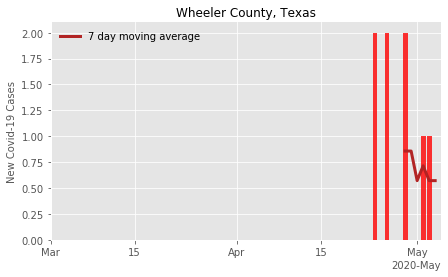 Wheeler County, Texas
7 day moving average
New Covid-19 Cases
2.00
1.75
1.50
1.25
1.00
0.75
0.50
0.25
0.00
Mar
15
Apr
15
May
2020-May